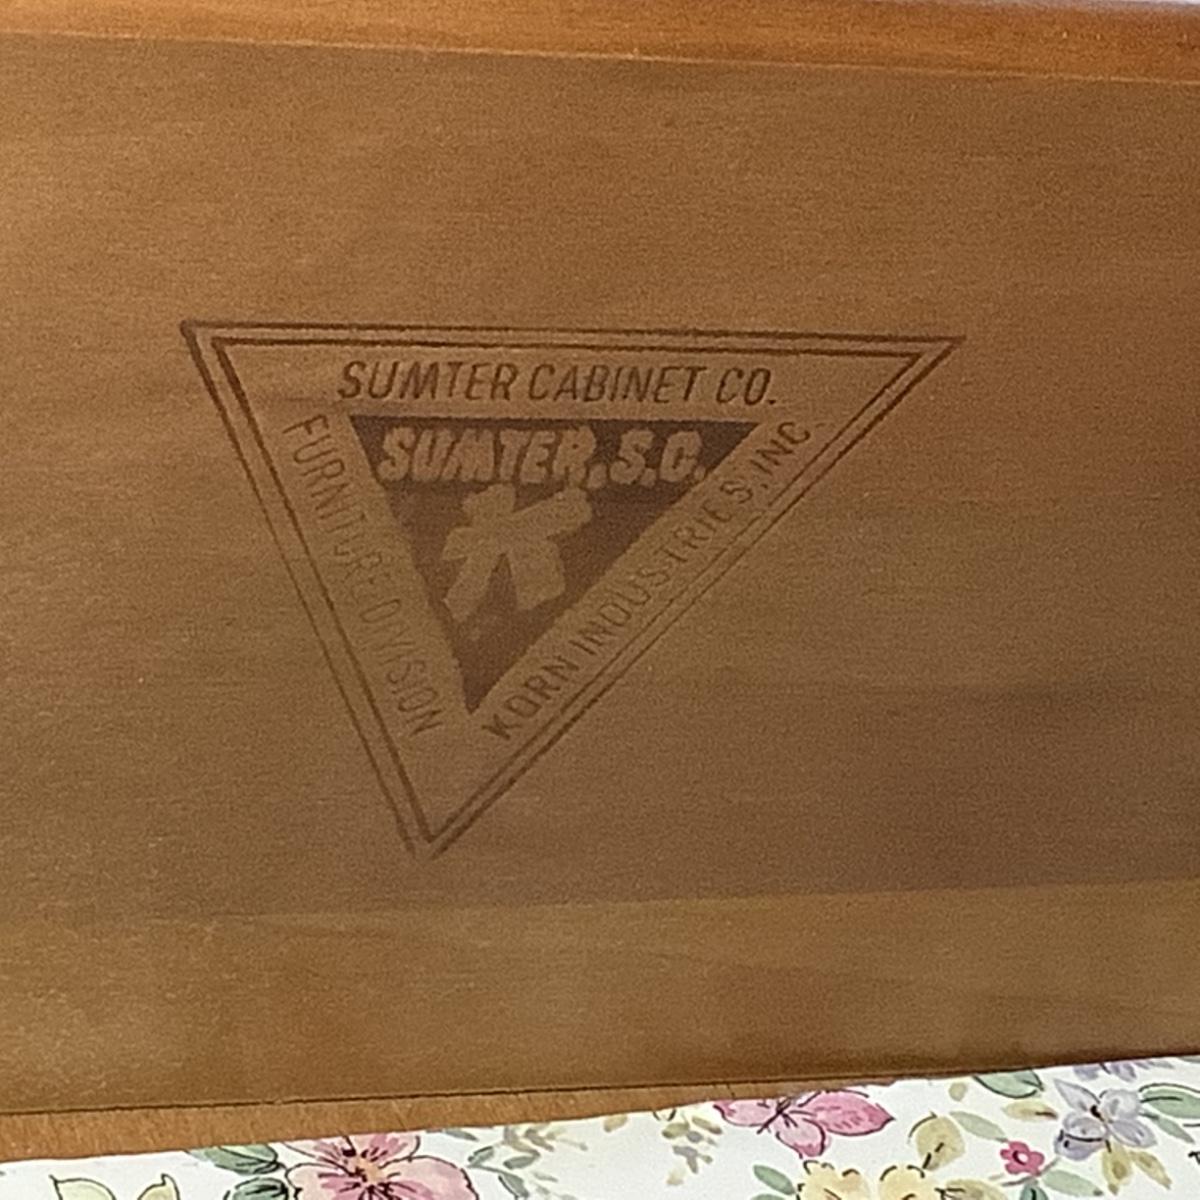 SUMTER CABINET CO.
SUMTER, S.C.
FURNITURE DIVISION
KORN INDUSTRIES, INC.